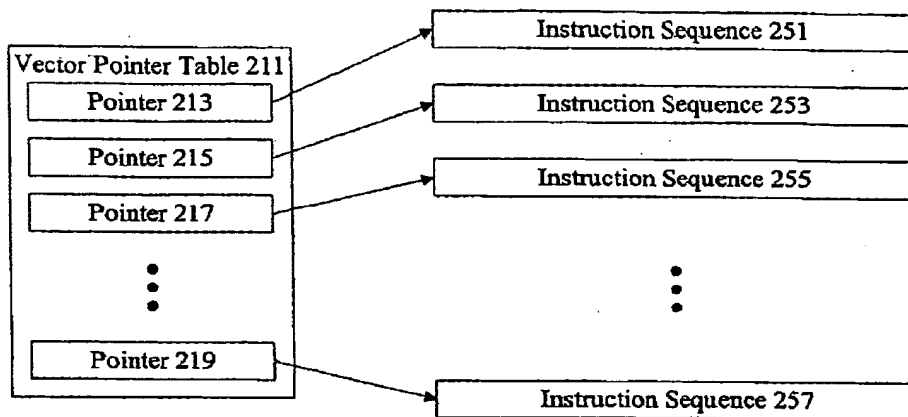 Vector Pointer Table 211
Pointer 213
Pointer 215
Pointer 217
Pointer 219
Instruction Sequence 251
Instruction Sequence 253
Instruction Sequence 255
Instruction Sequence 257